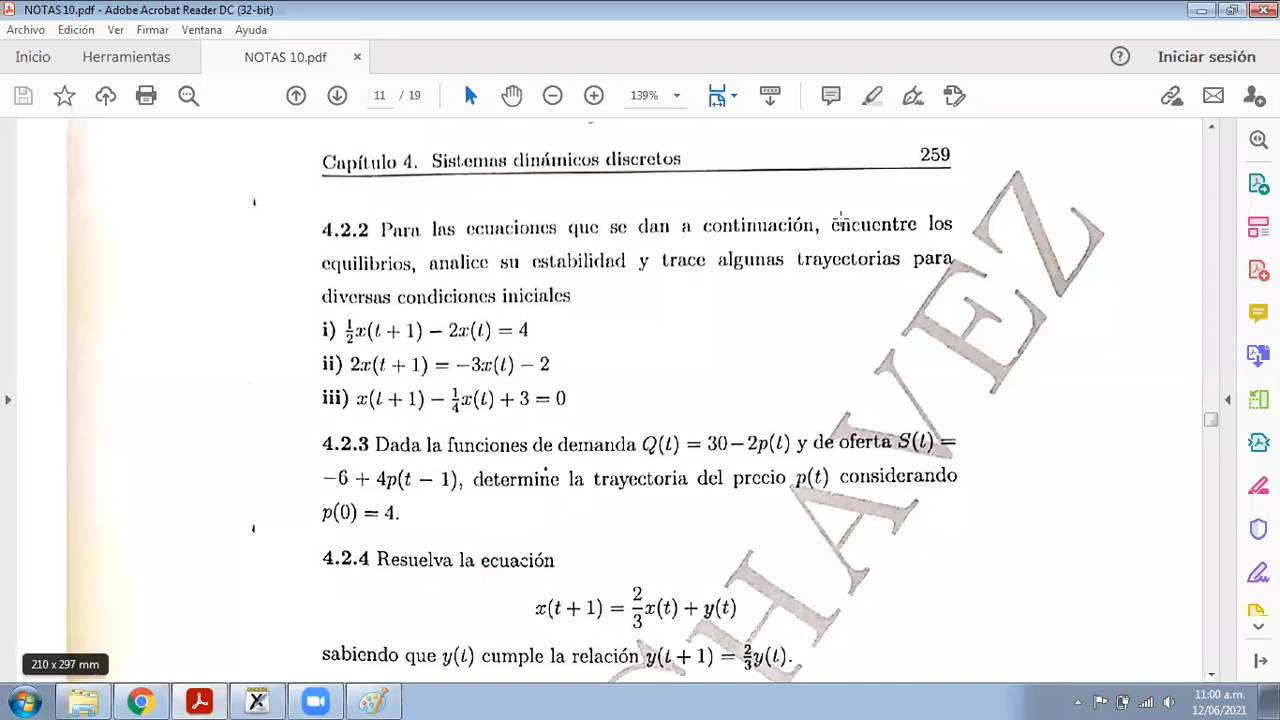 NOTAS 10.pdf - Adobe Acrobat Reader DC (32-bit)
Archivo Edición Ver Firmar Ventana Ayuda
Inicio Herramientas NOTAS 10.pdf × Iniciar sesión
11 / 19 139%
Capítulo 4. Sistemas dinámicos discretos 259
4.2.2 Para las ecuaciones que se dan a continuación, encuentre los
equilibrios, analice su estabilidad y trace algunas trayectorias para
diversas condiciones iniciales
i) ½x(t + 1) − 2x(t) = 4
ii) 2x(t + 1) = −3x(t) − 2
iii) x(t + 1) − ¼x(t) + 3 = 0
4.2.3 Dada la funciones de demanda Q(t) = 30−2p(t) y de oferta S(t) =
−6 + 4p(t − 1), determine la trayectoria del precio p(t) considerando
p(0) = 4.
4.2.4 Resuelva la ecuación
x(t + 1) = 2/3 x(t) + y(t)
sabiendo que y(t) cumple la relación y(t + 1) = ⅔y(t).
CHAVEZ
210 x 297 mm
11:00 a.m.
12/06/2021